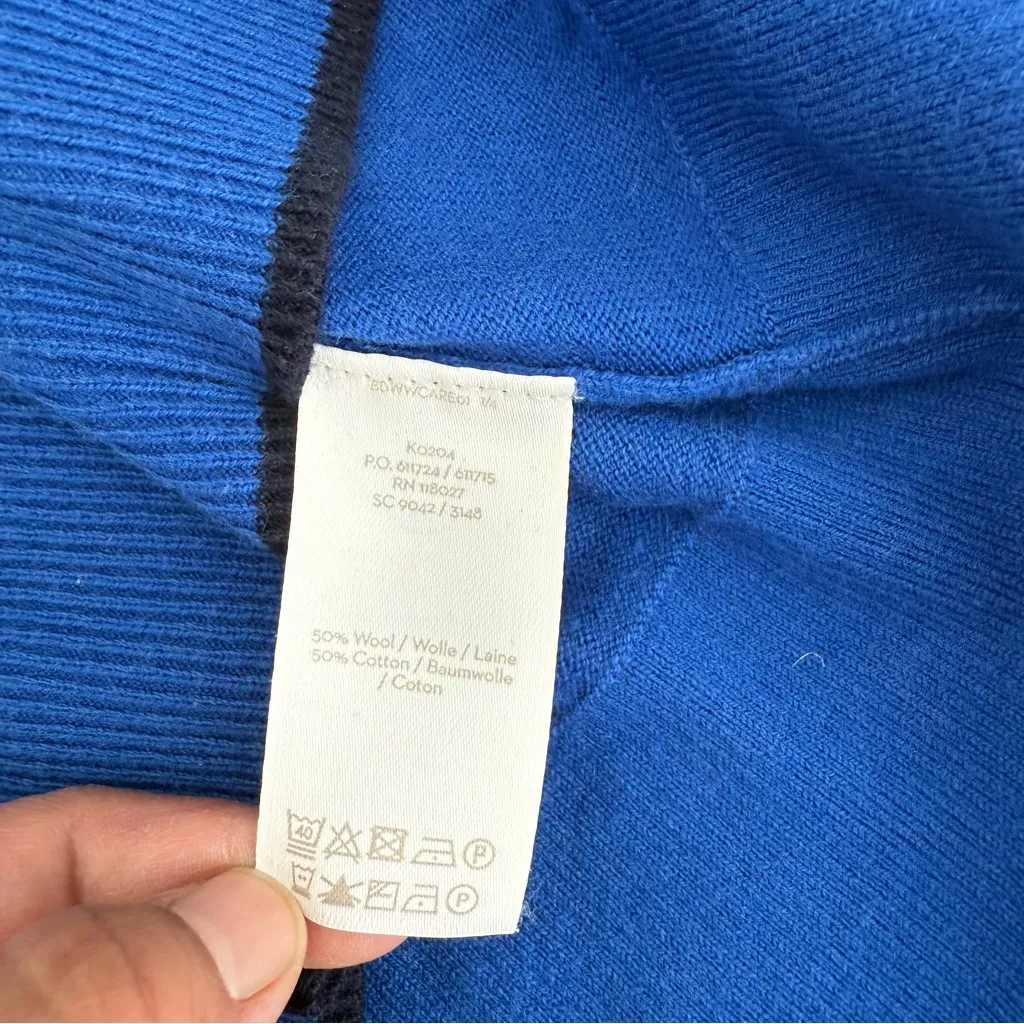 BDWWCARE01 1/4
K0204
P.O. 611724 / 611715
RN 118027
SC 9042 / 3148
50% Wool / Wolle / Laine
50% Cotton / Baumwolle
/ Coton
40
P
P